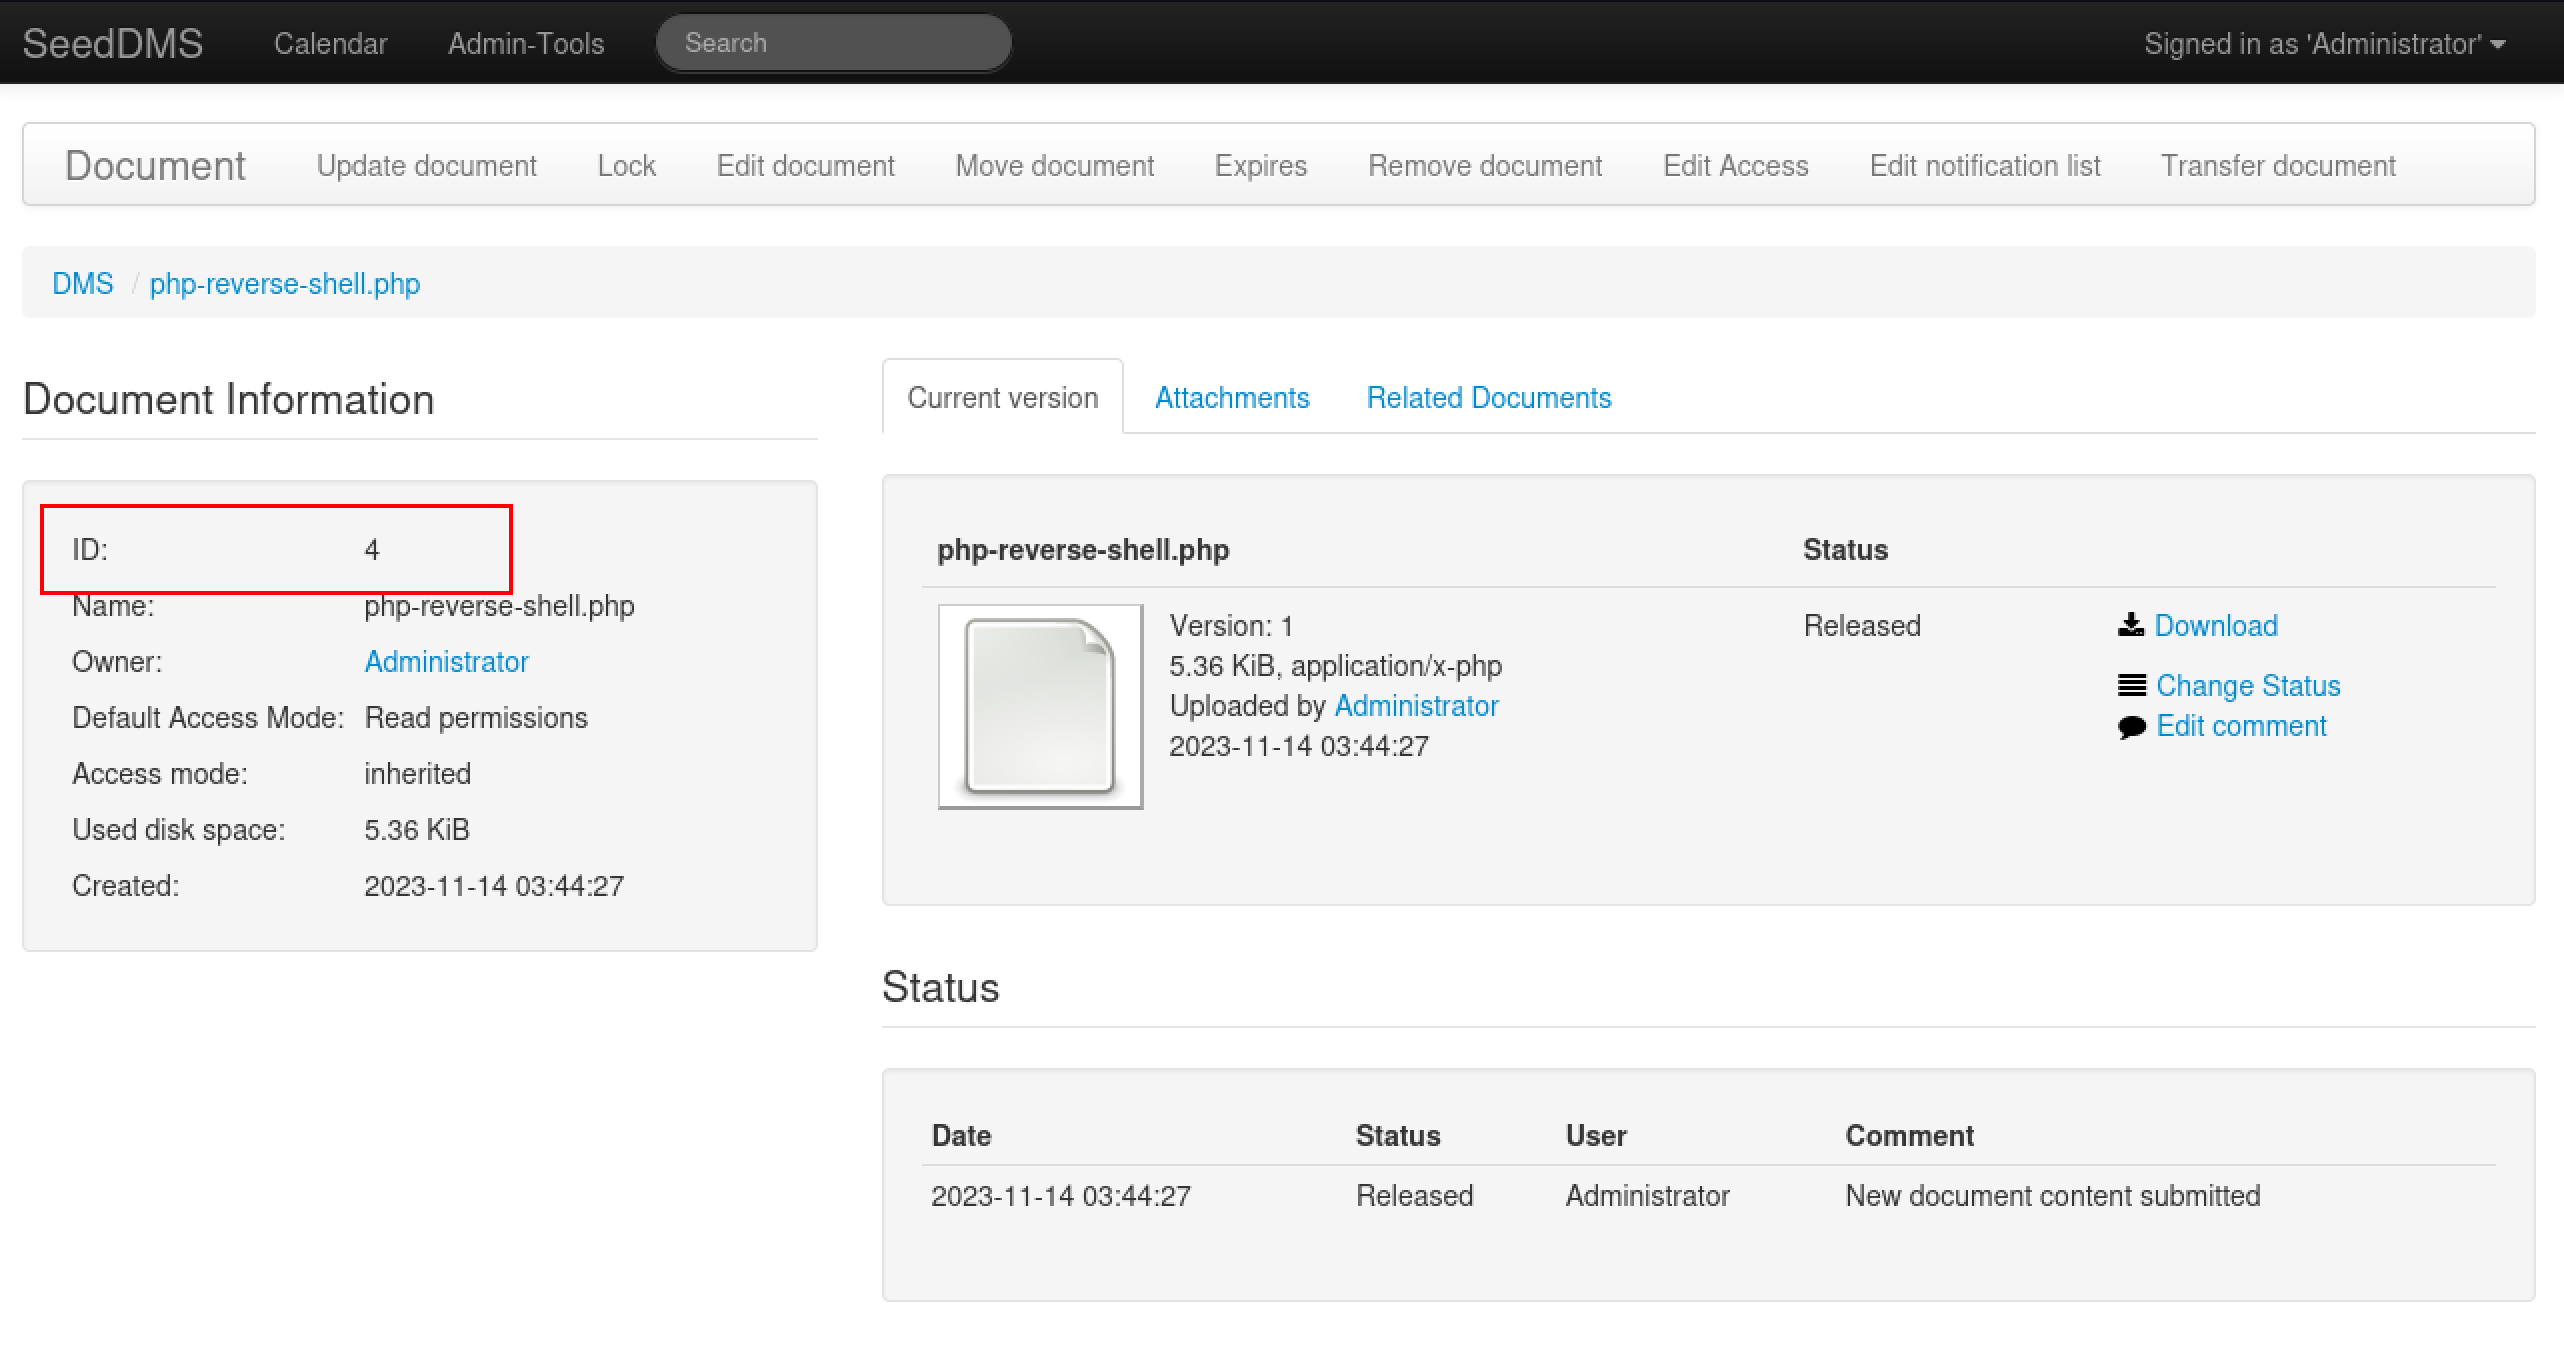 SeedDMS Calendar Admin-Tools Search Signed in as 'Administrator'
Document Update document Lock Edit document Move document Expires Remove document Edit Access Edit notification list Transfer document
DMS / php-reverse-shell.php
Document Information
ID: 4
Name: php-reverse-shell.php
Owner: Administrator
Default Access Mode: Read permissions
Access mode: inherited
Used disk space: 5.36 KiB
Created: 2023-11-14 03:44:27
Current version Attachments Related Documents
php-reverse-shell.php Status
Version: 1 Released Download
5.36 KiB, application/x-php
Uploaded by Administrator Change Status
2023-11-14 03:44:27 Edit comment
Status
Date Status User Comment
2023-11-14 03:44:27 Released Administrator New document content submitted